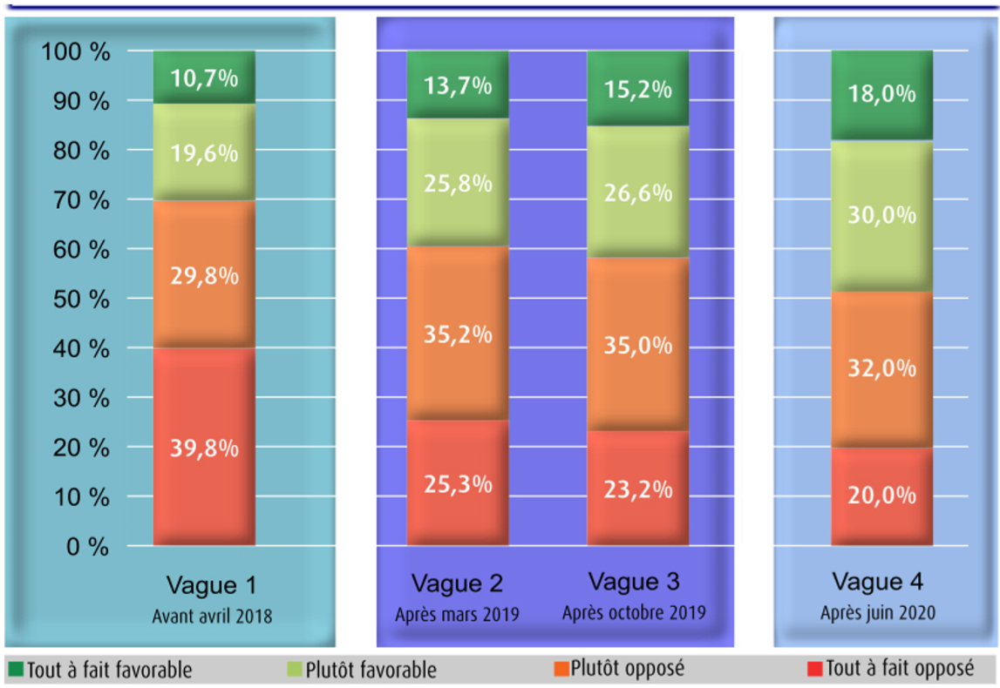 100 %
90 %
80 %
70 %
60 %
50 %
40 %
30 %
20 %
10 %
0 %
10,7%
19,6%
29,8%
39,8%
Vague 1
Avant avril 2018
13,7%
25,8%
35,2%
25,3%
Vague 2
Après mars 2019
15,2%
26,6%
35,0%
23,2%
Vague 3
Après octobre 2019
18,0%
30,0%
32,0%
20,0%
Vague 4
Après juin 2020
Tout à fait favorable
Plutôt favorable
Plutôt opposé
Tout à fait opposé